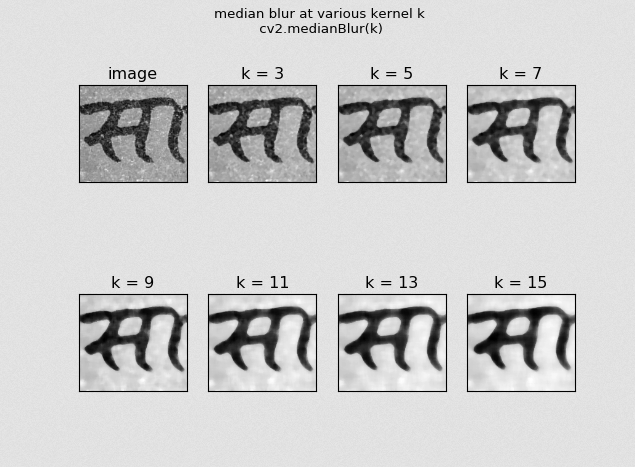 median blur at various kernel k
cv2.medianBlur(k)
image k = 3 k = 5 k = 7
सा सा सा सा
k = 9 k = 11 k = 13 k = 15
सा सा सा सा